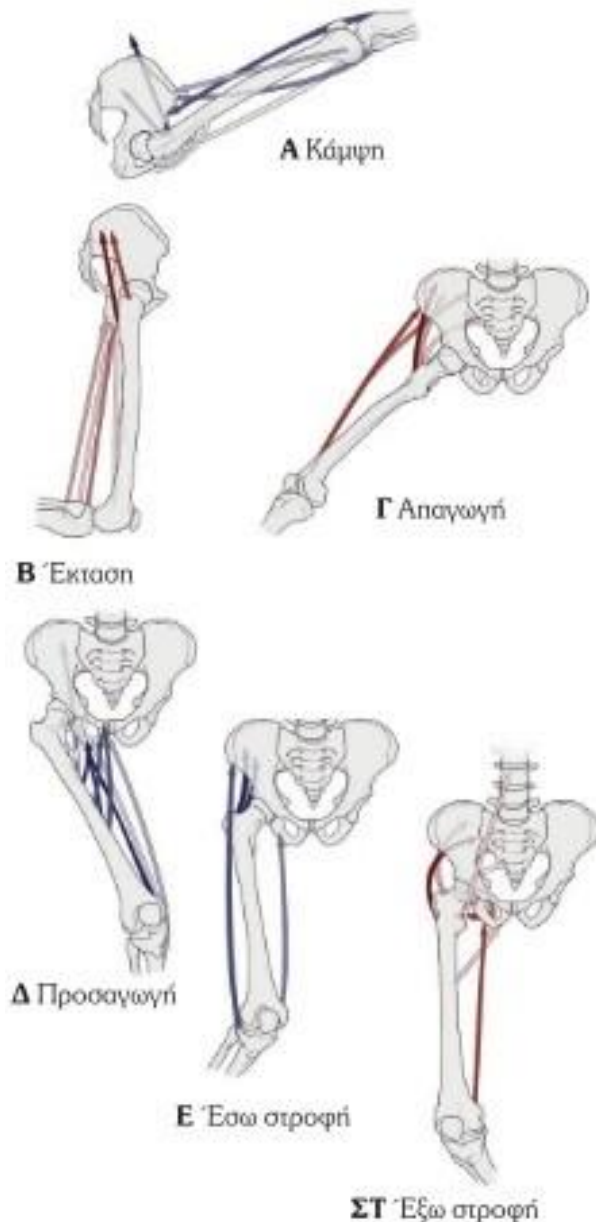 Α Κάμψη
Γ Απαγωγή
Β Έκταση
Δ Προσαγωγή
Ε Έσω στροφή
ΣΤ Έξω στροφή